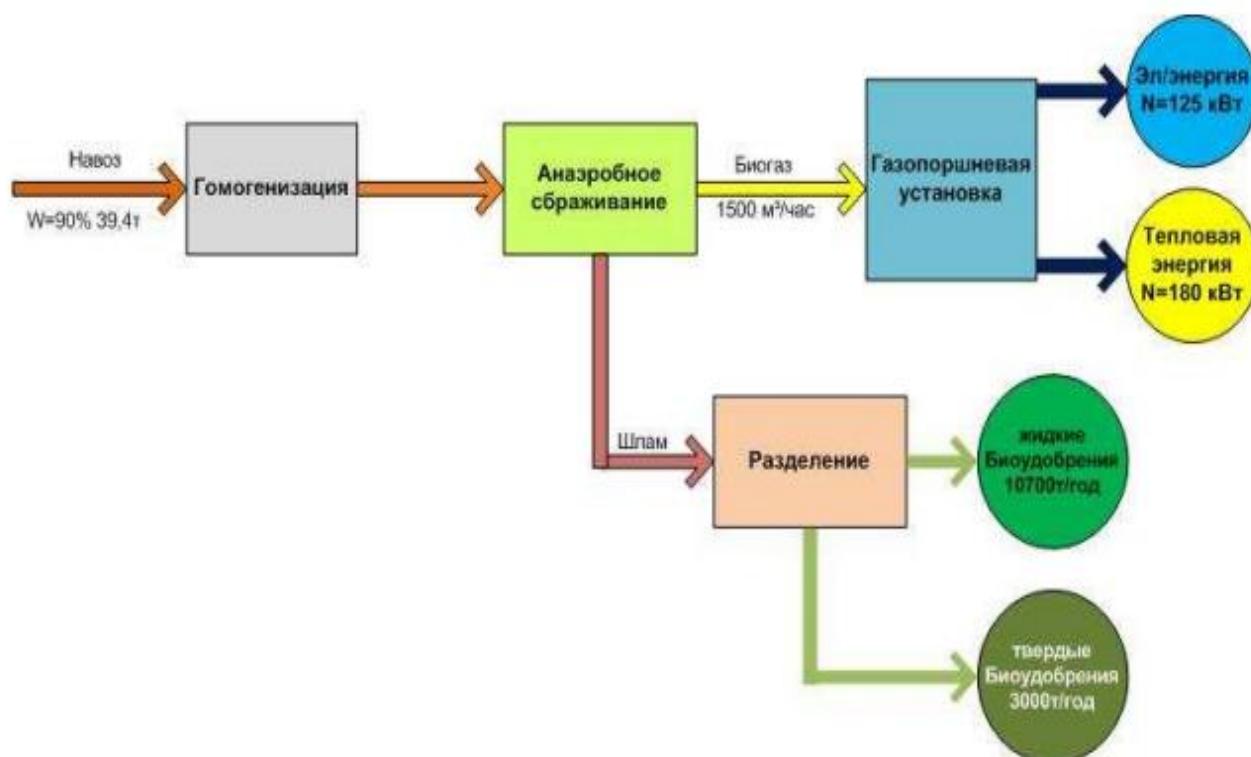 Навоз
W=90% 39,4т
Гомогенизация
Анаэробное
сбраживание
Биогаз
1500 м³/час
Газопоршневая
установка
Эл/энергия
N=125 кВт
Тепловая
энергия
N=180 кВт
Шлам
Разделение
жидкие
Биоудобрения
10700т/год
твердые
Биоудобрения
3000т/год